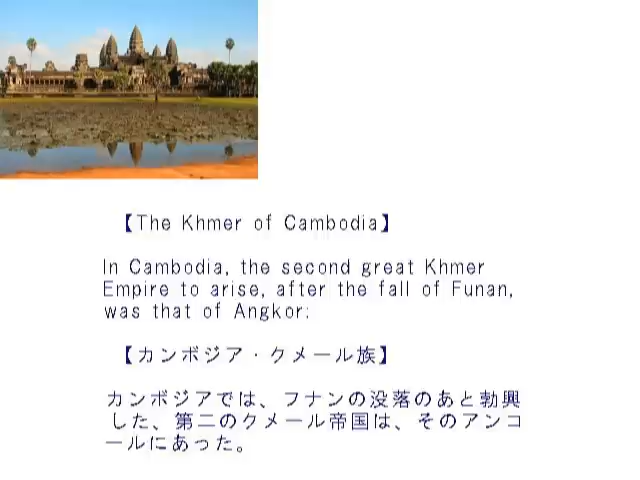 【The Khmer of Cambodia】
In Cambodia, the second great Khmer
Empire to arise, after the fall of Funan,
was that of Angkor:
【カンボジア・クメール族】
カンボジアでは、フナンの没落のあと勃興
した、第二のクメール帝国は、そのアンコ
ールにあった。